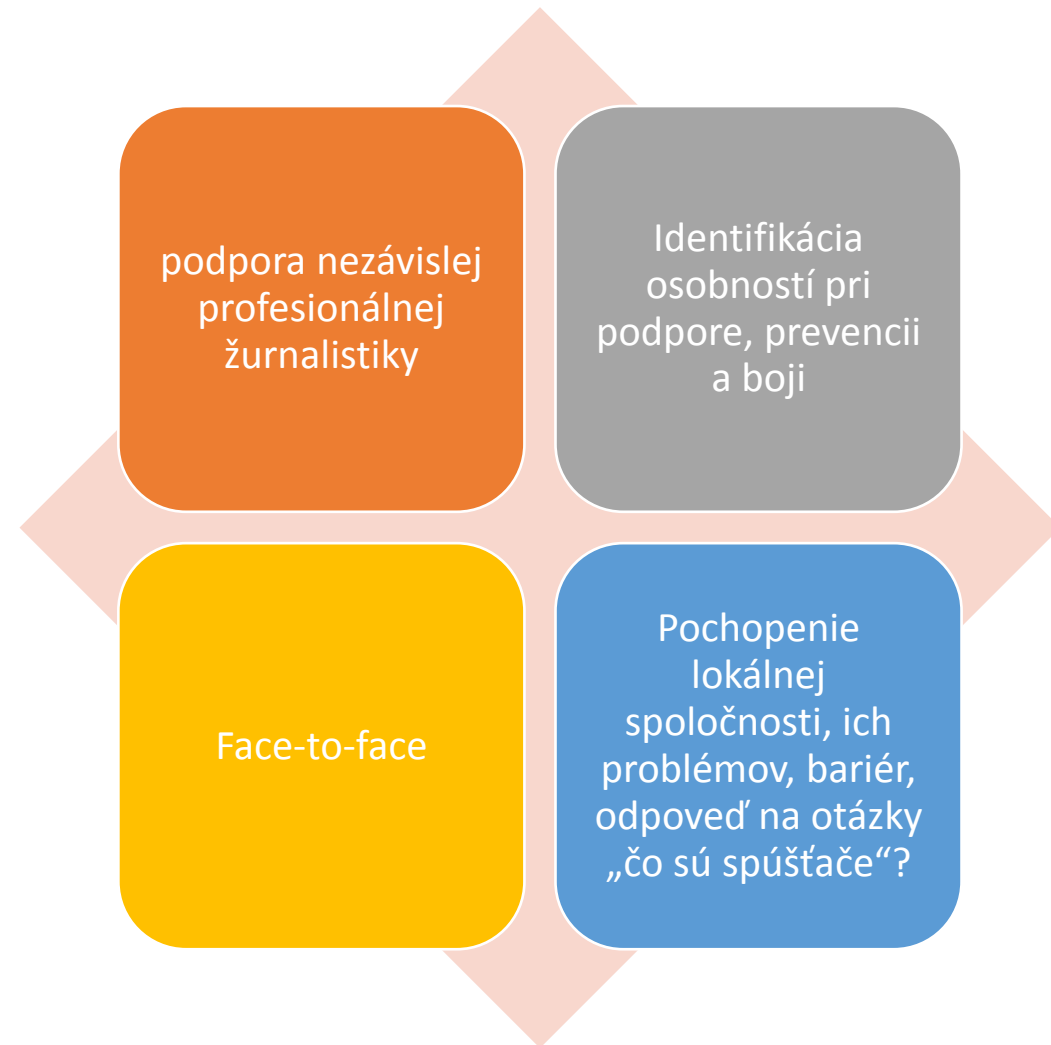 podpora nezávislej
profesionálnej
žurnalistiky
Identifikácia
osobností pri
podpore, prevencii
a boji
Face-to-face
Pochopenie
lokálnej
spoločnosti, ich
problémov, bariér,
odpoveď na otázky
„čo sú spúšťače“?